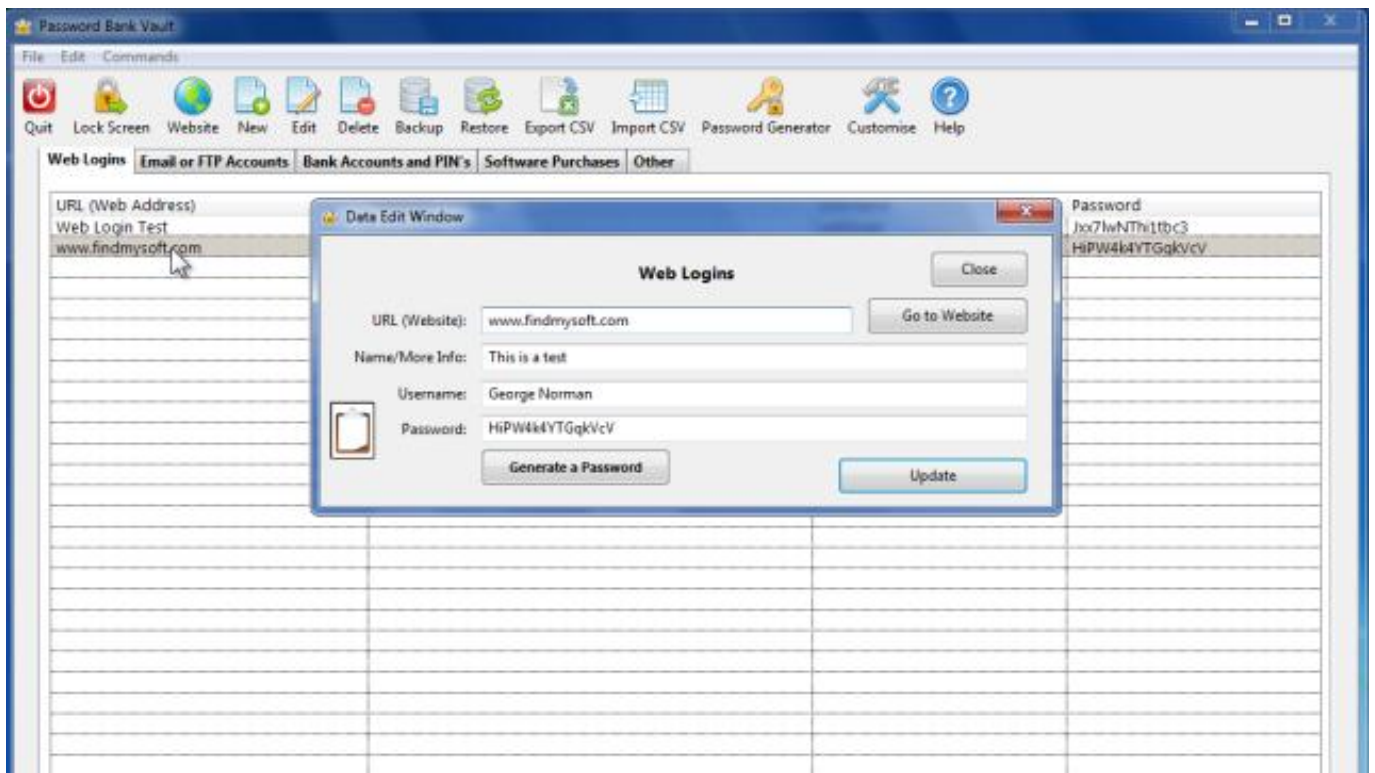 Password Bank Vault
File Edit Commands
Quit Lock Screen Website New Edit Delete Backup Restore Export CSV Import CSV Password Generator Customise Help
Web Logins Email or FTP Accounts Bank Accounts and PIN's Software Purchases Other
URL (Web Address) Password
Web Login Test Jxx7lwNThi1tbc3
www.findmysoft.com HiPW4k4YTGqkVcV
Data Edit Window
Web Logins Close
URL (Website): www.findmysoft.com Go to Website
Name/More Info: This is a test
Username: George Norman
Password: HiPW4k4YTGqkVcV
Generate a Password Update